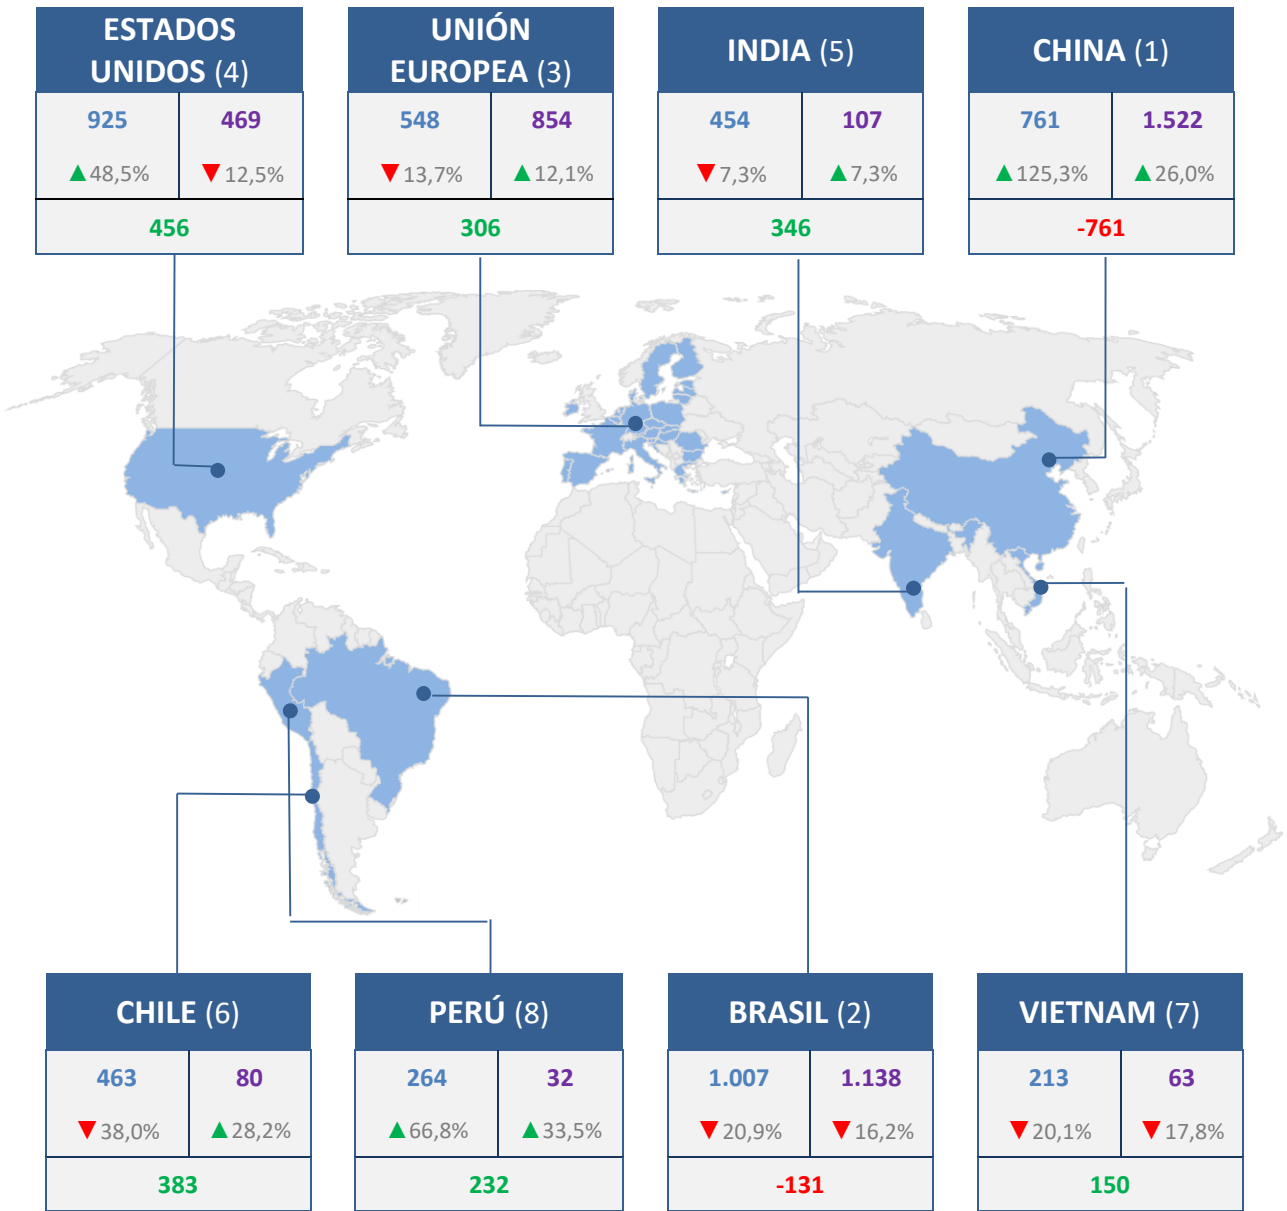 ESTADOS
UNIDOS (4)
925 469
▲48,5% ▼12,5%
456
UNIÓN
EUROPEA (3)
548 854
▼13,7% ▲12,1%
306
INDIA (5)
454 107
▼7,3% ▲7,3%
346
CHINA (1)
761 1.522
▲125,3% ▲26,0%
-761
CHILE (6)
463 80
▼38,0% ▲28,2%
383
PERÚ (8)
264 32
▲66,8% ▲33,5%
232
BRASIL (2)
1.007 1.138
▼20,9% ▼16,2%
-131
VIETNAM (7)
213 63
▼20,1% ▼17,8%
150